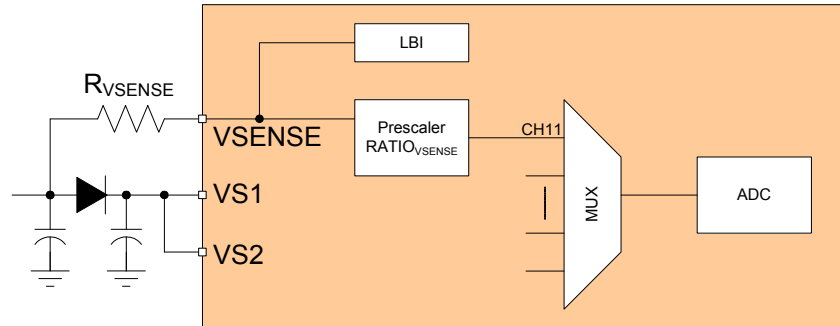 LBI
RVSENSE
VSENSE
Prescaler
RATIOVSENSE
CH11
MUX
ADC
VS1
VS2